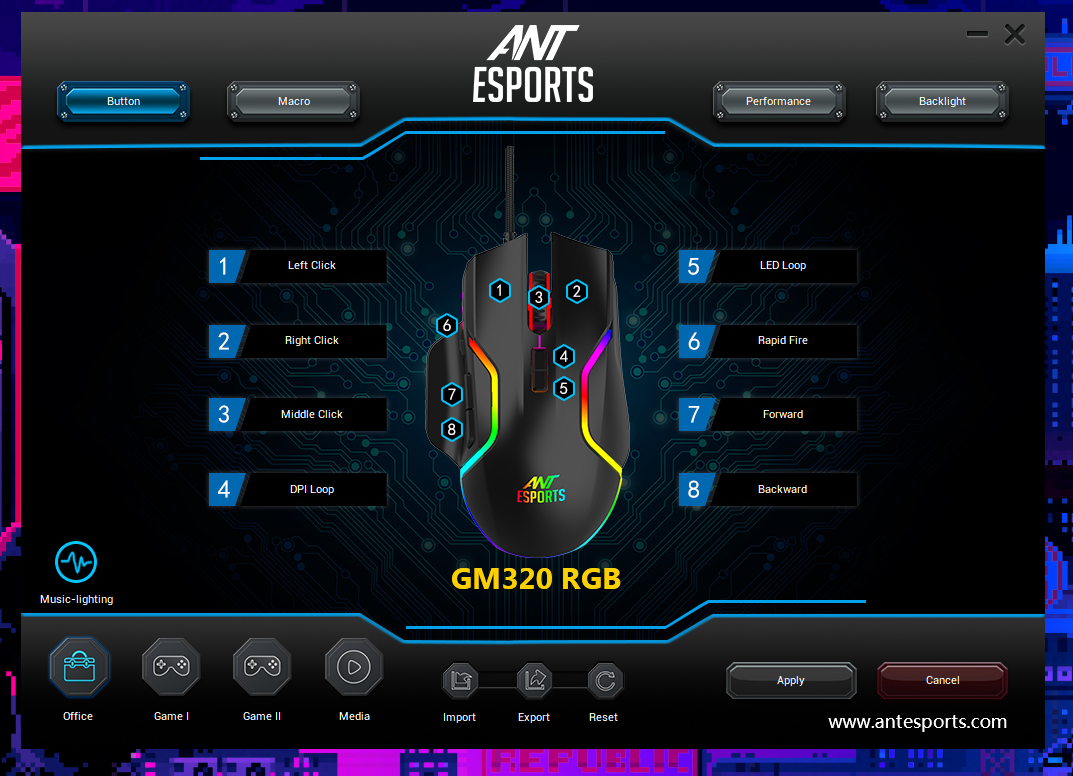 ANT
ESPORTS
Button
Macro
Performance
Backlight
1 Left Click
2 Right Click
3 Middle Click
4 DPI Loop
5 LED Loop
6 Rapid Fire
7 Forward
8 Backward
1
3
2
6
4
5
7
8
ANT
ESPORTS
GM320 RGB
Music-lighting
Office
Game I
Game II
Media
Import
Export
Reset
Apply
Cancel
www.antesports.com
REPUBLIC